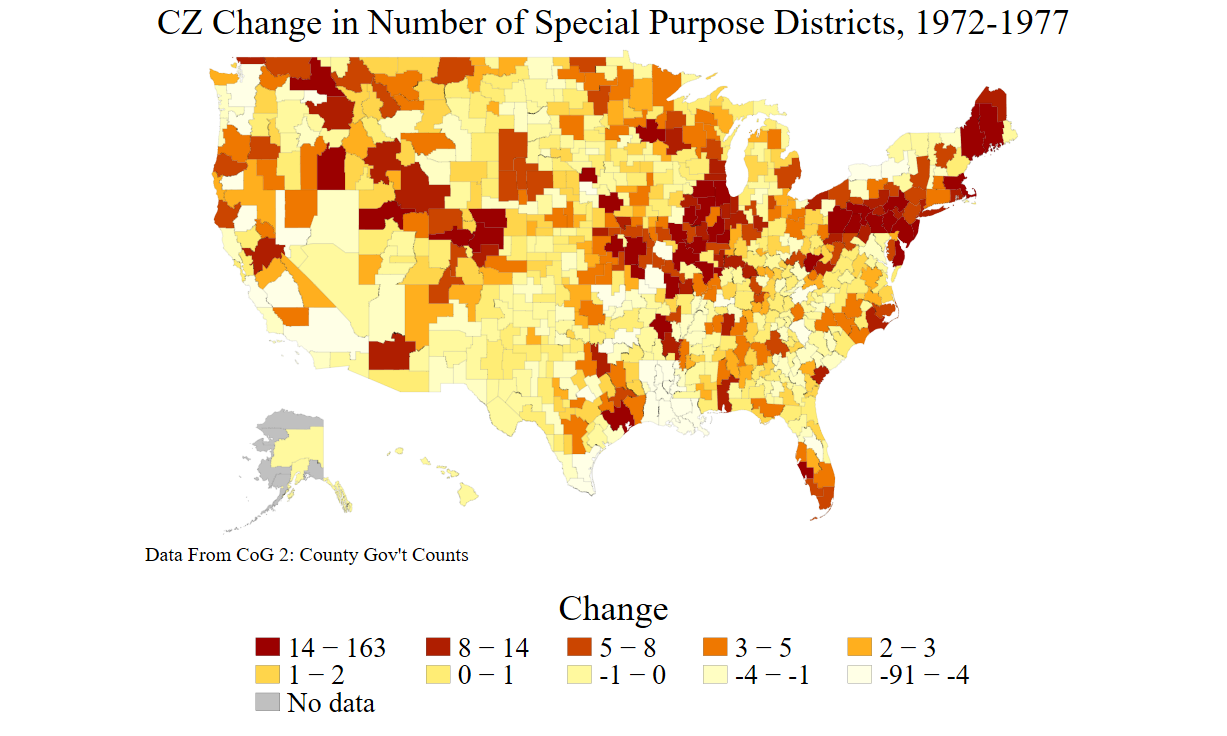 CZ Change in Number of Special Purpose Districts, 1972-1977
Data From CoG 2: County Gov't Counts
Change
14 − 163 8 − 14 5 − 8 3 − 5 2 − 3
1 − 2 0 − 1 -1 − 0 -4 − -1 -91 − -4
No data